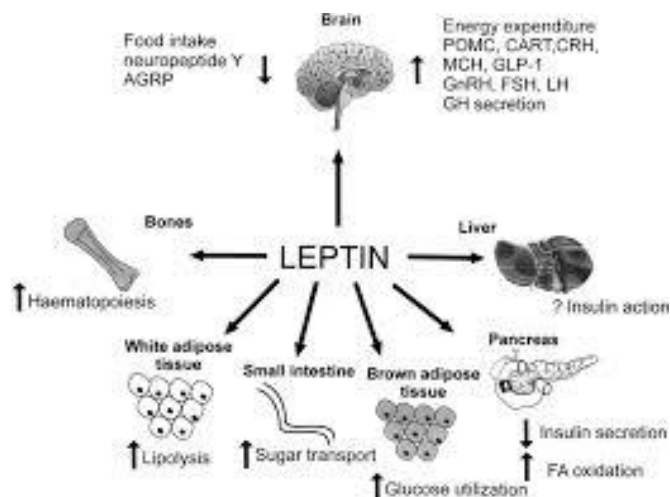 Brain
Food intake
neuropeptide Y
AGRP
Energy expenditure
POMC, CART,CRH,
MCH, GLP-1
GnRH, FSH, LH
GH secretion
Bones
Haematopoiesis
LEPTIN
Liver
? Insulin action
White adipose
tissue
Lipolysis
Small intestine
Sugar transport
Brown adipose
tissue
Glucose utilization
Pancreas
Insulin secretion
FA oxidation